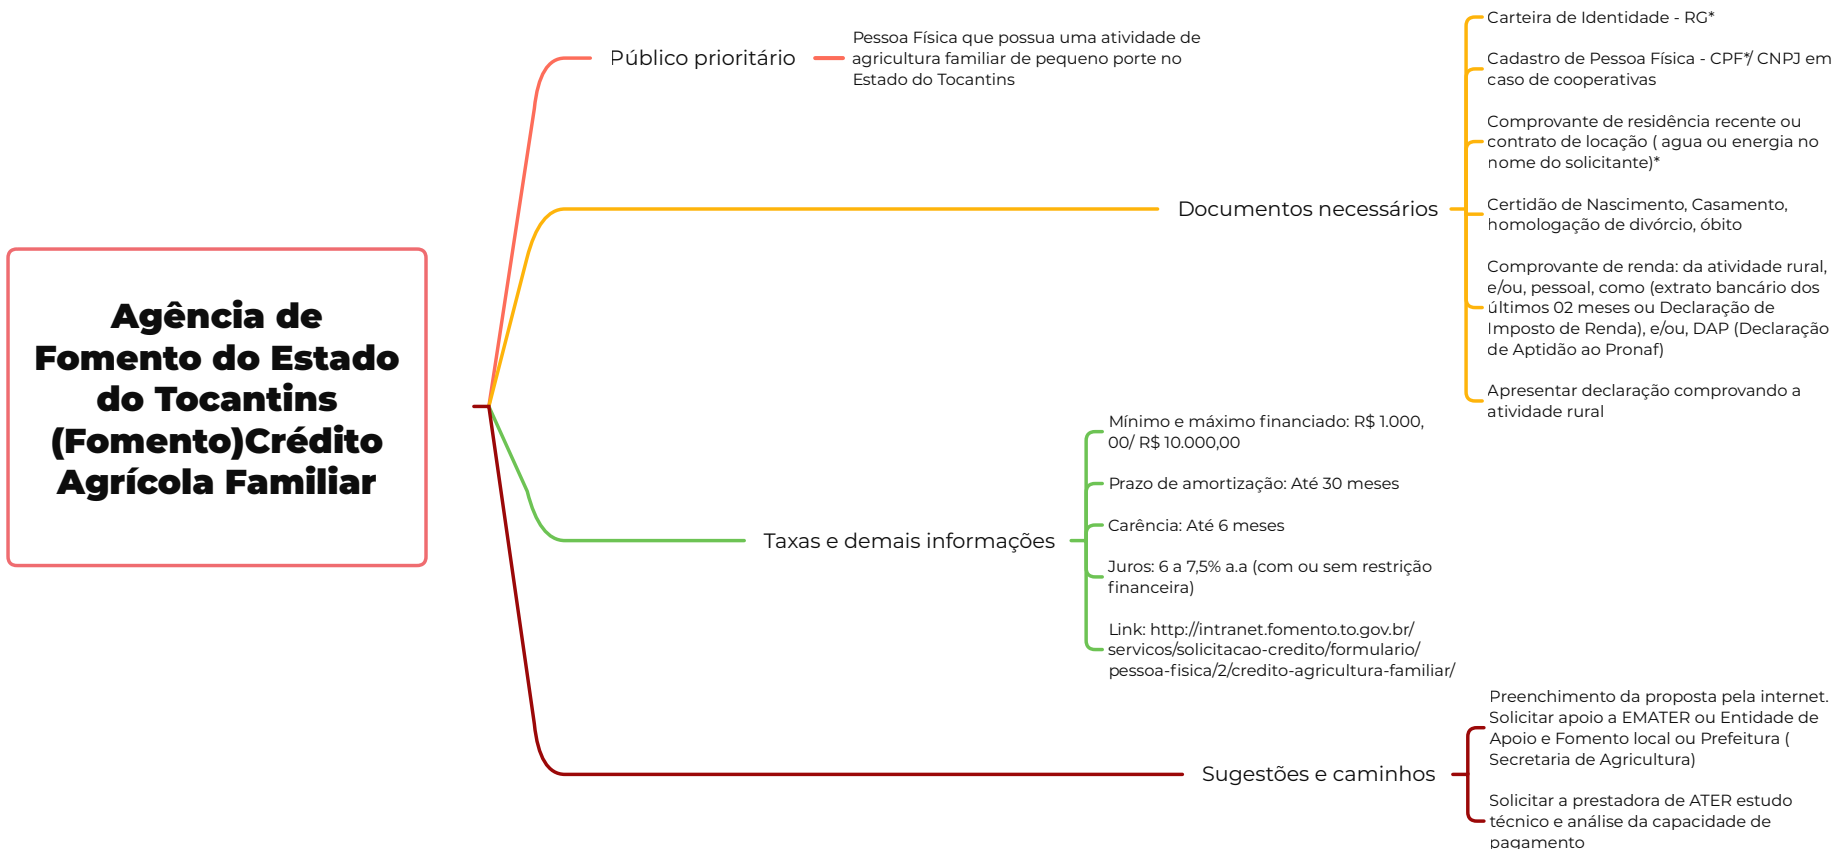 Agência de
Fomento do Estado
do Tocantins
(Fomento)Crédito
Agrícola Familiar
Público prioritário
Pessoa Física que possua uma atividade de
agricultura familiar de pequeno porte no
Estado do Tocantins
Documentos necessários
Carteira de Identidade - RG*
Cadastro de Pessoa Física - CPF*/ CNPJ em
caso de cooperativas
Comprovante de residência recente ou
contrato de locação ( agua ou energia no
nome do solicitante)*
Certidão de Nascimento, Casamento,
homologação de divórcio, óbito
Comprovante de renda: da atividade rural,
e/ou, pessoal, como (extrato bancário dos
últimos 02 meses ou Declaração de
Imposto de Renda), e/ou, DAP (Declaração
de Aptidão ao Pronaf)
Apresentar declaração comprovando a
atividade rural
Taxas e demais informações
Mínimo e máximo financiado: R$ 1.000,
00/ R$ 10.000,00
Prazo de amortização: Até 30 meses
Carência: Até 6 meses
Juros: 6 a 7,5% a.a (com ou sem restrição
financeira)
Link: http://intranet.fomento.to.gov.br/
servicos/solicitacao-credito/formulario/
pessoa-fisica/2/credito-agricultura-familiar/
Sugestões e caminhos
Preenchimento da proposta pela internet.
Solicitar apoio a EMATER ou Entidade de
Apoio e Fomento local ou Prefeitura (
Secretaria de Agricultura)
Solicitar a prestadora de ATER estudo
técnico e análise da capacidade de
pagamento